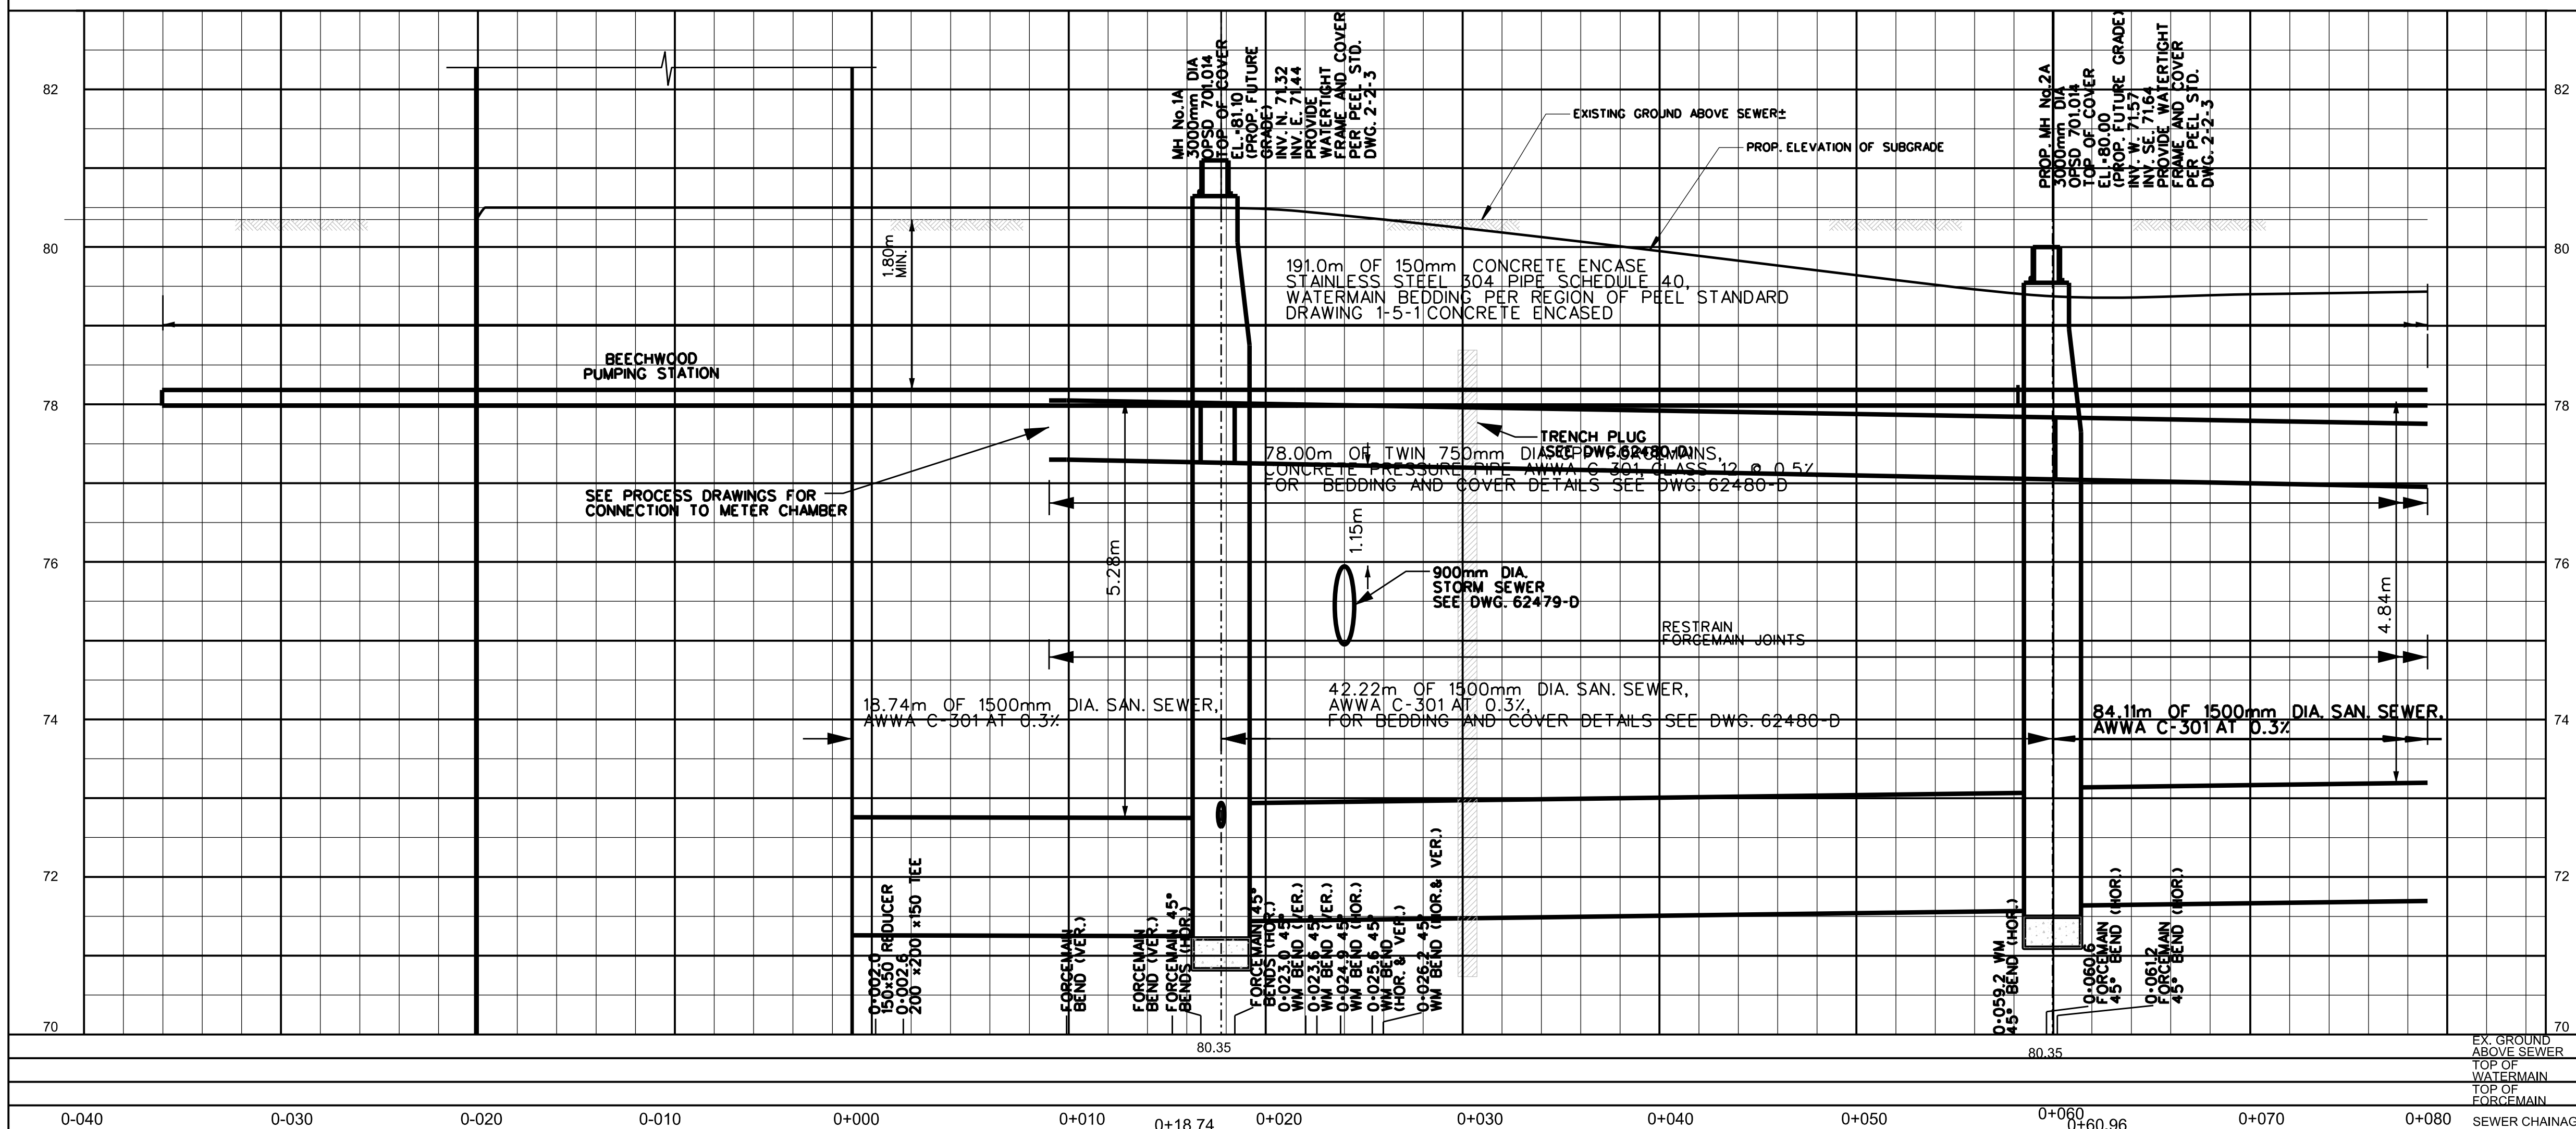 82
80
78
76
74
72
70
82
80
78
76
74
72
70
MH No.1A
3000mm DIA
OPSD 701.014
TOP OF COVER
EL.=81.10
(PROP. FUTURE
GRADE)
INV. N. 71.32
INV. E. 71.44
PROVIDE
WATERTIGHT
FRAME AND COVER
PER PEEL STD.
DWG. 2-2-3
EXISTING GROUND ABOVE SEWER±
PROP. ELEVATION OF SUBGRADE
PROP. MH No.2A
3000mm DIA
OPSD 701.014
TOP OF COVER
EL.=80.00
(PROP. FUTURE GRADE)
INV. W. 71.57
INV. SE. 71.64
PROVIDE WATERTIGHT
FRAME AND COVER
PER PEEL STD.
DWG. 2-2-3
1.80m
MIN.
191.0m OF 150mm CONCRETE ENCASE
STAINLESS STEEL 304 PIPE SCHEDULE 40,
WATERMAIN BEDDING PER REGION OF PEEL STANDARD
DRAWING 1-5-1 CONCRETE ENCASED
BEECHWOOD
PUMPING STATION
TRENCH PLUG
(SEE DWG.62480-D)
78.00m OF TWIN 750mm DIA. CPP FORCEMAINS,
CONCRETE PRESSURE PIPE AWWA C-301, CLASS 12 @ 0.5%
FOR BEDDING AND COVER DETAILS SEE DWG. 62480-D
SEE PROCESS DRAWINGS FOR
CONNECTION TO METER CHAMBER
5.28m
1.15m
900mm DIA.
STORM SEWER
SEE DWG. 62479-D
RESTRAIN
FORCEMAIN JOINTS
4.84m
18.74m OF 1500mm DIA. SAN. SEWER,
AWWA C-301 AT 0.3%
42.22m OF 1500mm DIA. SAN. SEWER,
AWWA C-301 AT 0.3%,
FOR BEDDING AND COVER DETAILS SEE DWG. 62480-D
84.11m OF 1500mm DIA. SAN. SEWER,
AWWA C-301 AT 0.3%
0+002.0
150x50 REDUCER
0+002.6
200 x200 x150 TEE
FORCEMAIN
BEND (VER.)
FORCEMAIN
BEND (VER.)
FORCEMAIN 45°
BENDS (HOR.)
FORCEMAIN 45°
BENDS (HOR.)
0+023.0 45°
WM BEND (VER.)
0+023.6 45°
WM BEND (VER.)
0+024.9 45°
WM BEND (HOR.)
0+025.6 45°
WM BEND
(HOR. & VER.)
0+026.2 45°
WM BEND (HOR.& VER.)
0+059.2 WM
45° BEND (HOR.)
0+060.6
FORCEMAIN
45° BEND (HOR.)
0+061.2
FORCEMAIN
45° BEND (HOR.)
80.35
80.35
EX. GROUND
ABOVE SEWER
TOP OF
WATERMAIN
TOP OF
FORCEMAIN
0-040 0-030 0-020 0-010 0+000 0+010 0+18.74 0+020 0+030 0+040 0+050 0+060 0+60.96 0+070 0+080 SEWER CHAINAG